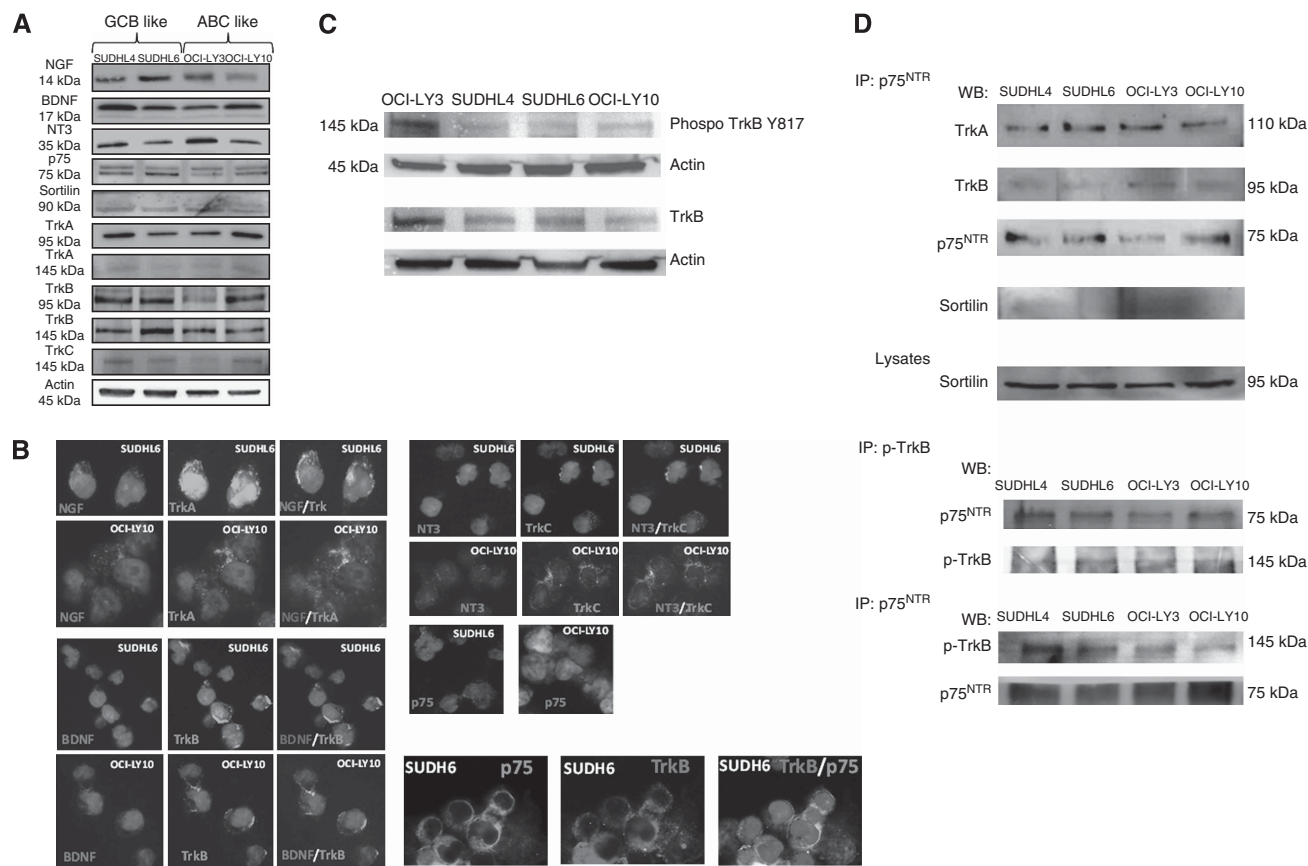 A
GCB like ABC like
SUDHL4 SUDHL6 OCI-LY3 OCI-LY10
NGF
14 kDa
BDNF
17 kDa
NT3
35 kDa
p75
75 kDa
Sortilin
90 kDa
TrkA
95 kDa
TrkA
145 kDa
TrkB
95 kDa
TrkB
145 kDa
TrkC
145 kDa
Actin
45 kDa
C
OCI-LY3 SUDHL4 SUDHL6 OCI-LY10
145 kDa Phospo TrkB Y817
45 kDa Actin
TrkB
Actin
D
IP: p75NTR
WB: SUDHL4 SUDHL6 OCI-LY3 OCI-LY10
TrkA 110 kDa
TrkB 95 kDa
p75NTR 75 kDa
Sortilin
Lysates
Sortilin 95 kDa
IP: p-TrkB
WB:
SUDHL4 SUDHL6 OCI-LY3 OCI-LY10
p75NTR 75 kDa
p-TrkB 145 kDa
IP: p75NTR
WB: SUDHL4 SUDHL6 OCI-LY3 OCI-LY10
p-TrkB 145 kDa
p75NTR 75 kDa
B
SUDHL6 SUDHL6 SUDHL6
NGF TrkA NGF/Trk
OCI-LY10 OCI-LY10 OCI-LY10
NGF TrkA NGF/TrkA
SUDHL6 SUDHL6 SUDHL6
BDNF TrkB BDNF/TrkB
OCI-LY10 OCI-LY10 OCI-LY10
BDNF TrkB BDNF/TrkB
SUDHL6 SUDHL6 SUDHL6
NT3 TrkC NT3/TrkC
OCI-LY10 OCI-LY10 OCI-LY10
NT3 TrkC NT3/TrkC
SUDHL6 OCI-LY10
p75 p75
SUDH6 p75 SUDH6 TrkB SUDH6 TrkB/p75